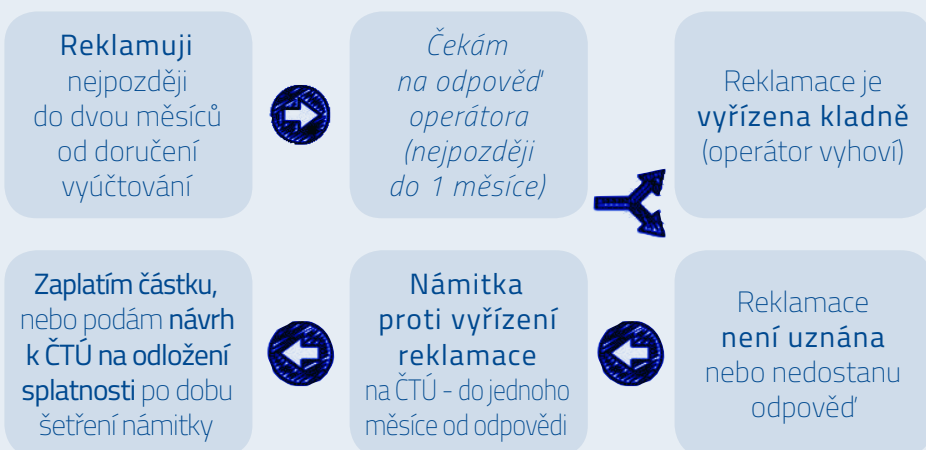 Reklamuji
nejpozději
do dvou měsíců
od doručení
vyúčtování
Čekám
na odpověď
operátora
(nejpozději
do 1 měsíce)
Reklamace je
vyřízena kladně
(operátor vyhoví)
Reklamace
není uznána
nebo nedostanu
odpověď
Námitka
proti vyřízení
reklamace
na ČTÚ - do jednoho
měsíce od odpovědi
Zaplatím částku,
nebo podám návrh
k ČTÚ na odložení
splatnosti po dobu
šetření námitky